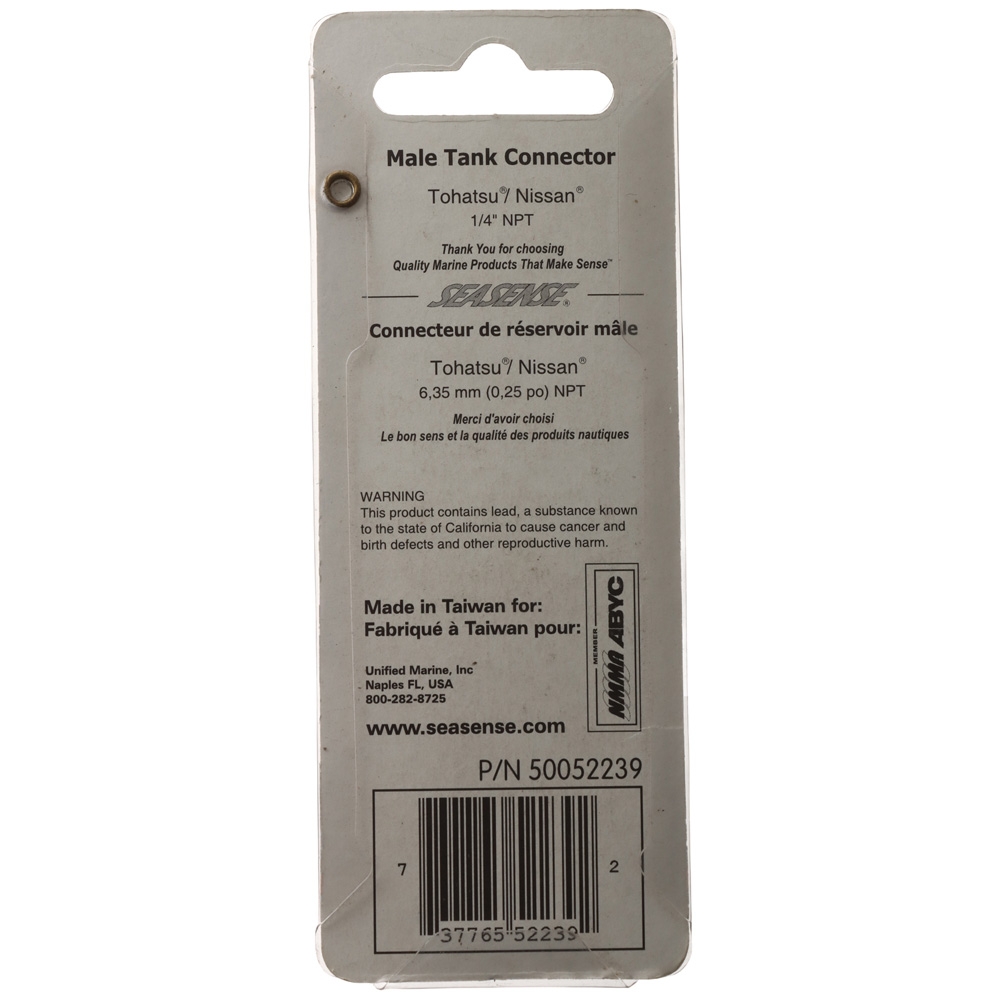 Male Tank Connector
Tohatsu®/ Nissan®
1/4" NPT
Thank You for choosing
Quality Marine Products That Make Sense™
SEASENSE®
Connecteur de réservoir mâle
Tohatsu®/ Nissan®
6,35 mm (0,25 po) NPT
Merci d'avoir choisi
Le bon sens et la qualité des produits nautiques
WARNING
This product contains lead, a substance known
to the state of California to cause cancer and
birth defects and other reproductive harm.
Made in Taiwan for:
Fabriqué à Taiwan pour:
Unified Marine, Inc
Naples FL, USA
800-282-8725
www.seasense.com
MEMBER
NMMA ABYC
P/N 50052239
7 37765 52239 2